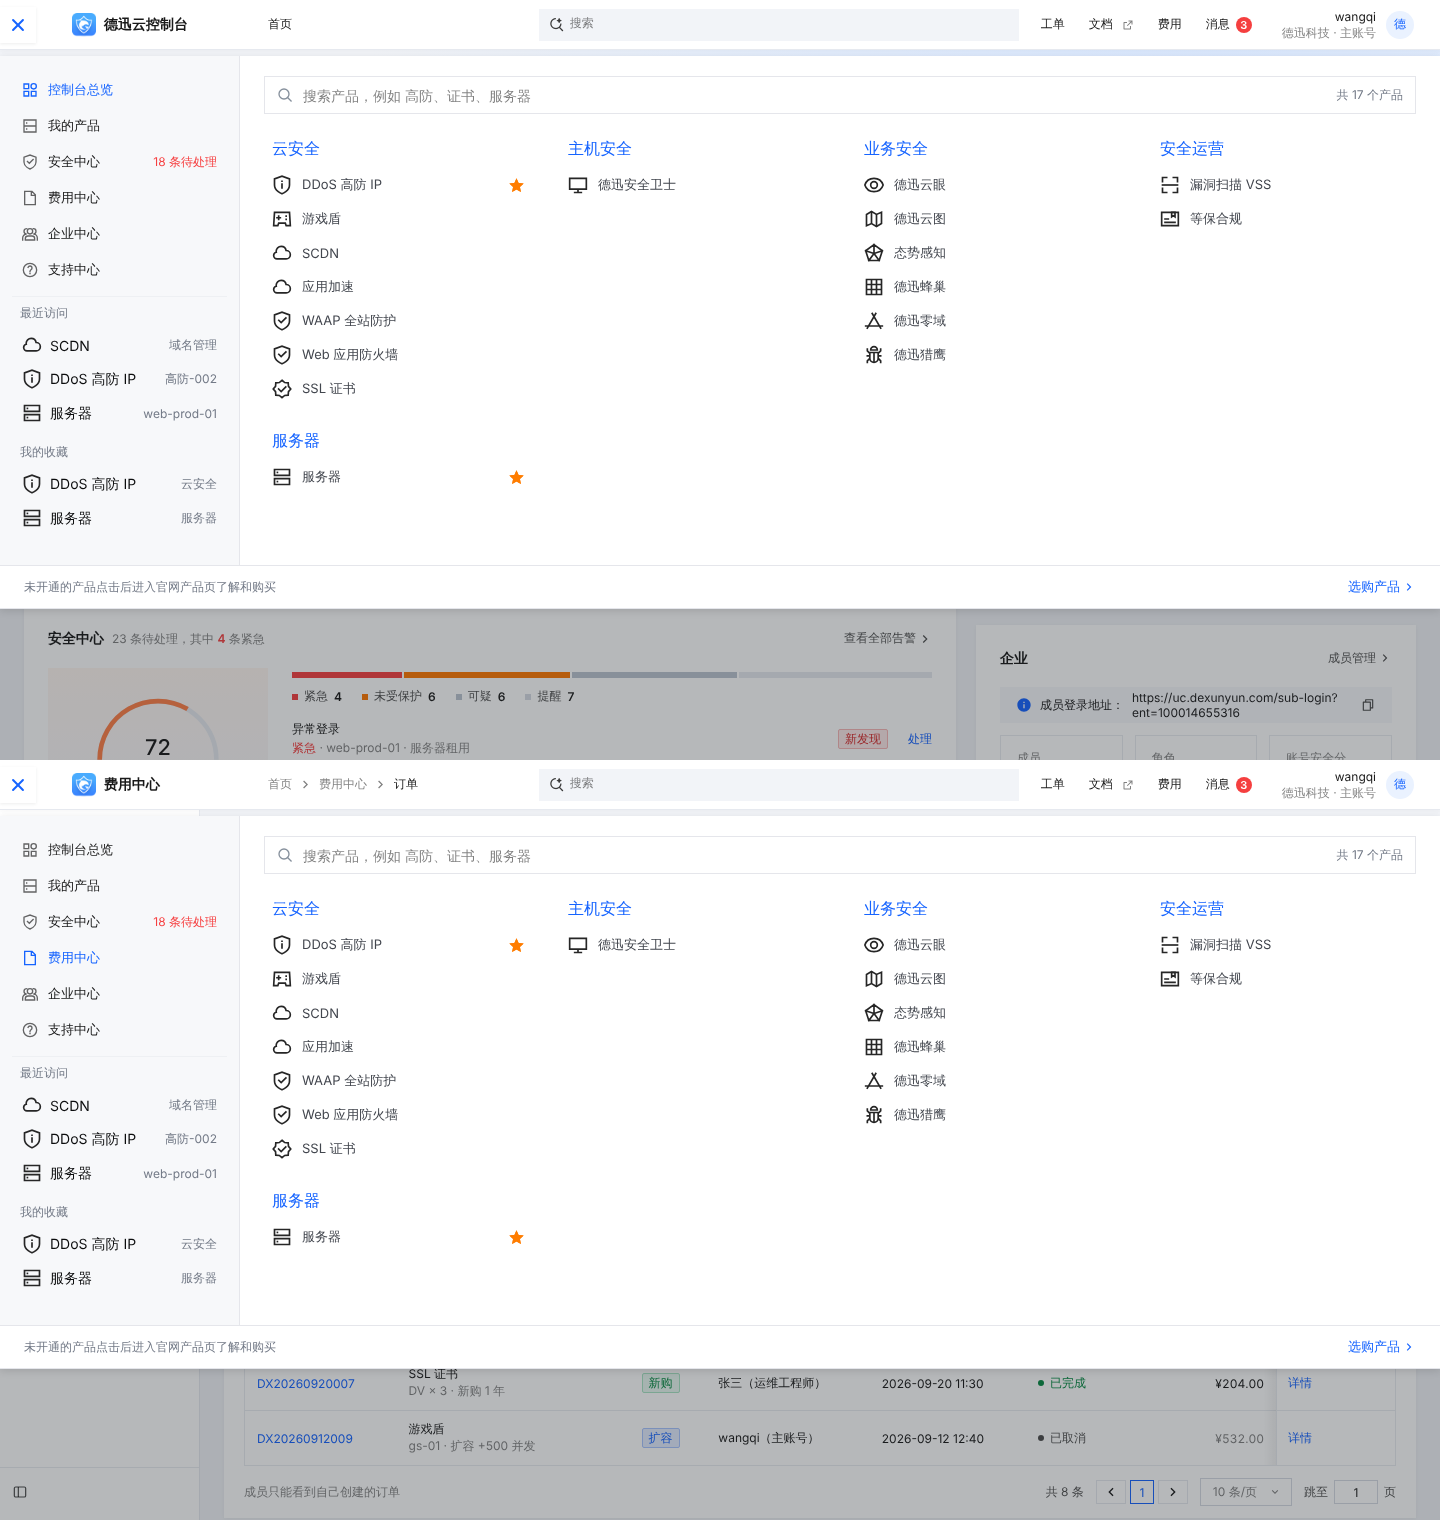 德迅云控制台
首页
搜索
工单
文档
费用
消息 3
wangqi
德迅科技 · 主账号
德
控制台总览
我的产品
安全中心 18 条待处理
费用中心
企业中心
支持中心
最近访问
SCDN 域名管理
DDoS 高防 IP 高防-002
服务器 web-prod-01
我的收藏
DDoS 高防 IP 云安全
服务器 服务器
搜索产品，例如 高防、证书、服务器 共 17 个产品
云安全
DDoS 高防 IP
游戏盾
SCDN
应用加速
WAAP 全站防护
Web 应用防火墙
SSL 证书
服务器
服务器
主机安全
德迅安全卫士
业务安全
德迅云眼
德迅云图
态势感知
德迅蜂巢
德迅零域
德迅猎鹰
安全运营
漏洞扫描 VSS
等保合规
未开通的产品点击后进入官网产品页了解和购买 选购产品
安全中心 23 条待处理，其中 4 条紧急 查看全部告警
72
紧急 4 未受保护 6 可疑 6 提醒 7
异常登录
紧急 · web-prod-01 · 服务器租用 新发现 处理
企业 成员管理
成员登录地址： https://uc.dexunyun.com/sub-login?
ent=100014655316
成员 角色 账号安全分
费用中心
首页 费用中心 订单
搜索
工单
文档
费用
消息 3
wangqi
德迅科技 · 主账号
德
控制台总览
我的产品
安全中心 18 条待处理
费用中心
企业中心
支持中心
最近访问
SCDN 域名管理
DDoS 高防 IP 高防-002
服务器 web-prod-01
我的收藏
DDoS 高防 IP 云安全
服务器 服务器
搜索产品，例如 高防、证书、服务器 共 17 个产品
云安全
DDoS 高防 IP
游戏盾
SCDN
应用加速
WAAP 全站防护
Web 应用防火墙
SSL 证书
服务器
服务器
主机安全
德迅安全卫士
业务安全
德迅云眼
德迅云图
态势感知
德迅蜂巢
德迅零域
德迅猎鹰
安全运营
漏洞扫描 VSS
等保合规
未开通的产品点击后进入官网产品页了解和购买 选购产品
DX20260920007 SSL 证书 新购 张三（运维工程师） 2026-09-20 11:30 已完成 ¥204.00 详情
DV × 3 · 新购 1 年
DX20260912009 游戏盾 扩容 wangqi（主账号） 2026-09-12 12:40 已取消 ¥532.00 详情
gs-01 · 扩容 +500 并发
成员只能看到自己创建的订单 共 8 条 1 10 条/页 跳至 1 页